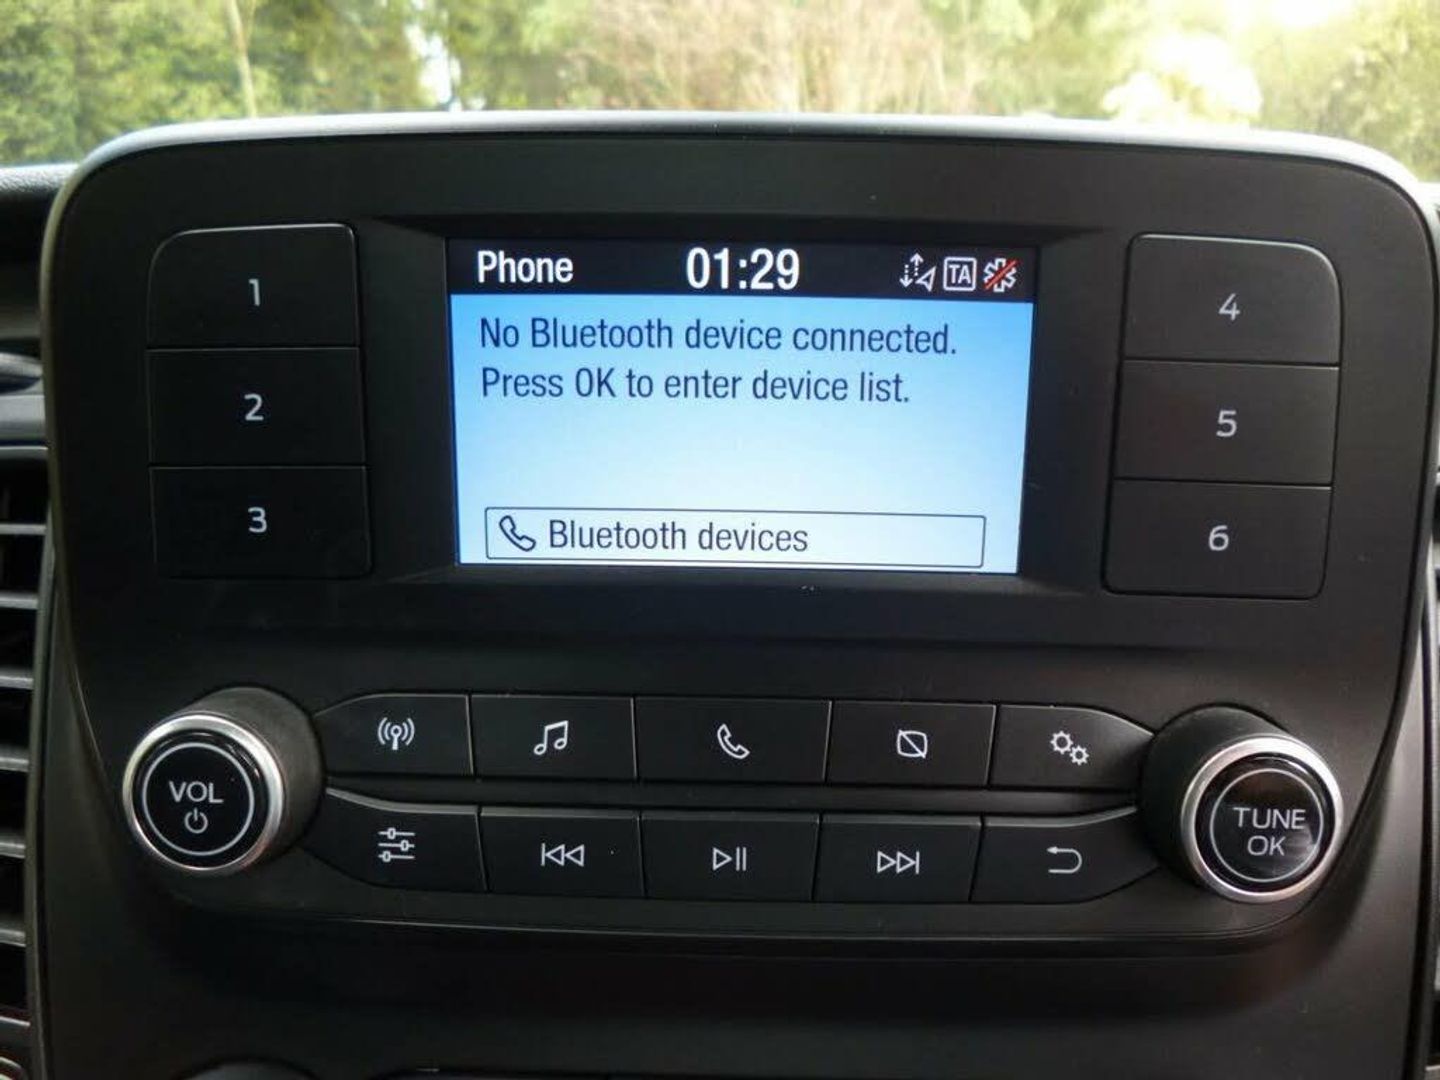 Phone 01:29 TA
No Bluetooth device connected.
Press OK to enter device list.
Bluetooth devices
1
2
3
4
5
6
VOL
TUNE
OK